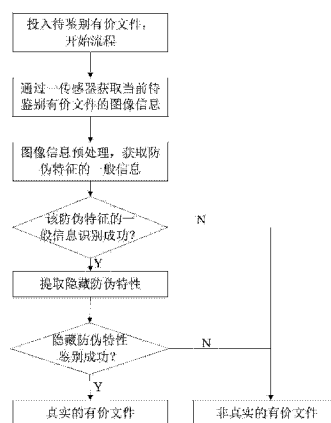 投入待鉴别有价文件，
开始流程
通过一传感器获取当前待
鉴别有价文件的图像信息
图像信息预处理，获取防
伪特征的一般信息
该防伪特征的一
般信息识别成功？
N
Y
提取隐藏防伪特性
隐藏防伪特性
鉴别成功？
N
Y
真实的有价文件
非真实的有价文件